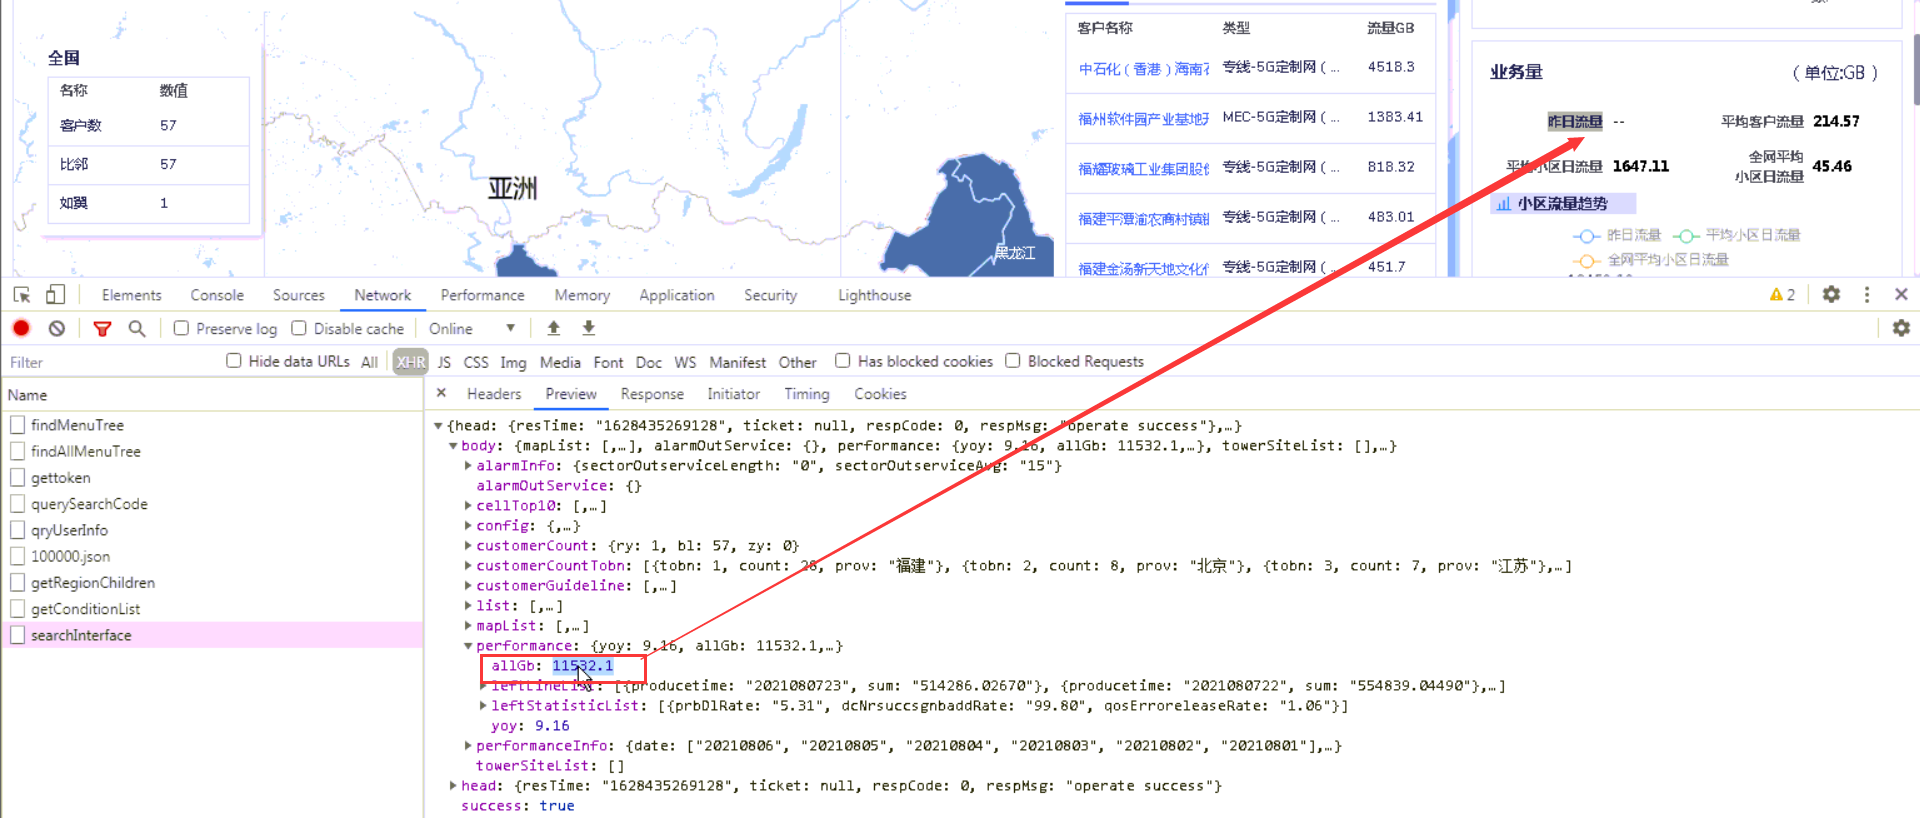 全国
名称 数值
客户数 57
比邻 57
如翼 1
亚洲
黑龙江
客户名称 类型 流量GB
中石化（香港）海南石 专线-5G定制网（... 4518.3
福州软件园产业基地开 MEC-5G定制网（... 1383.41
福耀玻璃工业集团股份 专线-5G定制网（... 818.32
福建平潭渝农商村镇银 专线-5G定制网（... 483.01
福建金汤新天地文化传 专线-5G定制网（... 451.7
业务量 （单位:GB）
昨日流量 -- 平均客户流量 214.57
平均小区日流量 1647.11 全网平均
小区日流量 45.46
小区流量趋势
昨日流量 平均小区日流量
全网平均小区日流量
Elements Console Sources Network Performance Memory Application Security Lighthouse 2
Preserve log Disable cache Online
Filter Hide data URLs All XHR JS CSS Img Media Font Doc WS Manifest Other Has blocked cookies Blocked Requests
Name
findMenuTree
findAllMenuTree
gettoken
querySearchCode
qryUserInfo
100000.json
getRegionChildren
getConditionList
searchInterface
× Headers Preview Response Initiator Timing Cookies
{head: {resTime: "1628435269128", ticket: null, respCode: 0, respMsg: "operate success"},…}
body: {mapList: [,…], alarmOutService: {}, performance: {yoy: 9.16, allGb: 11532.1,…}, towerSiteList: [],…}
alarmInfo: {sectorOutserviceLength: "0", sectorOutserviceAvg: "15"}
alarmOutService: {}
cellTop10: [,…]
config: {,…}
customerCount: {ry: 1, bl: 57, zy: 0}
customerCountTobn: [{tobn: 1, count: 28, prov: "福建"}, {tobn: 2, count: 8, prov: "北京"}, {tobn: 3, count: 7, prov: "江苏"},…]
customerGuideline: [,…]
list: [,…]
mapList: [,…]
performance: {yoy: 9.16, allGb: 11532.1,…}
allGb: 11532.1
leftLineList: [{producetime: "2021080723", sum: "514286.02670"}, {producetime: "2021080722", sum: "554839.04490"},…]
leftStatisticList: [{prbDlRate: "5.31", dcNrsuccsgnbaddRate: "99.80", qosErroreleaseRate: "1.06"}]
yoy: 9.16
performanceInfo: {date: ["20210806", "20210805", "20210804", "20210803", "20210802", "20210801"],…}
towerSiteList: []
head: {resTime: "1628435269128", ticket: null, respCode: 0, respMsg: "operate success"}
success: true